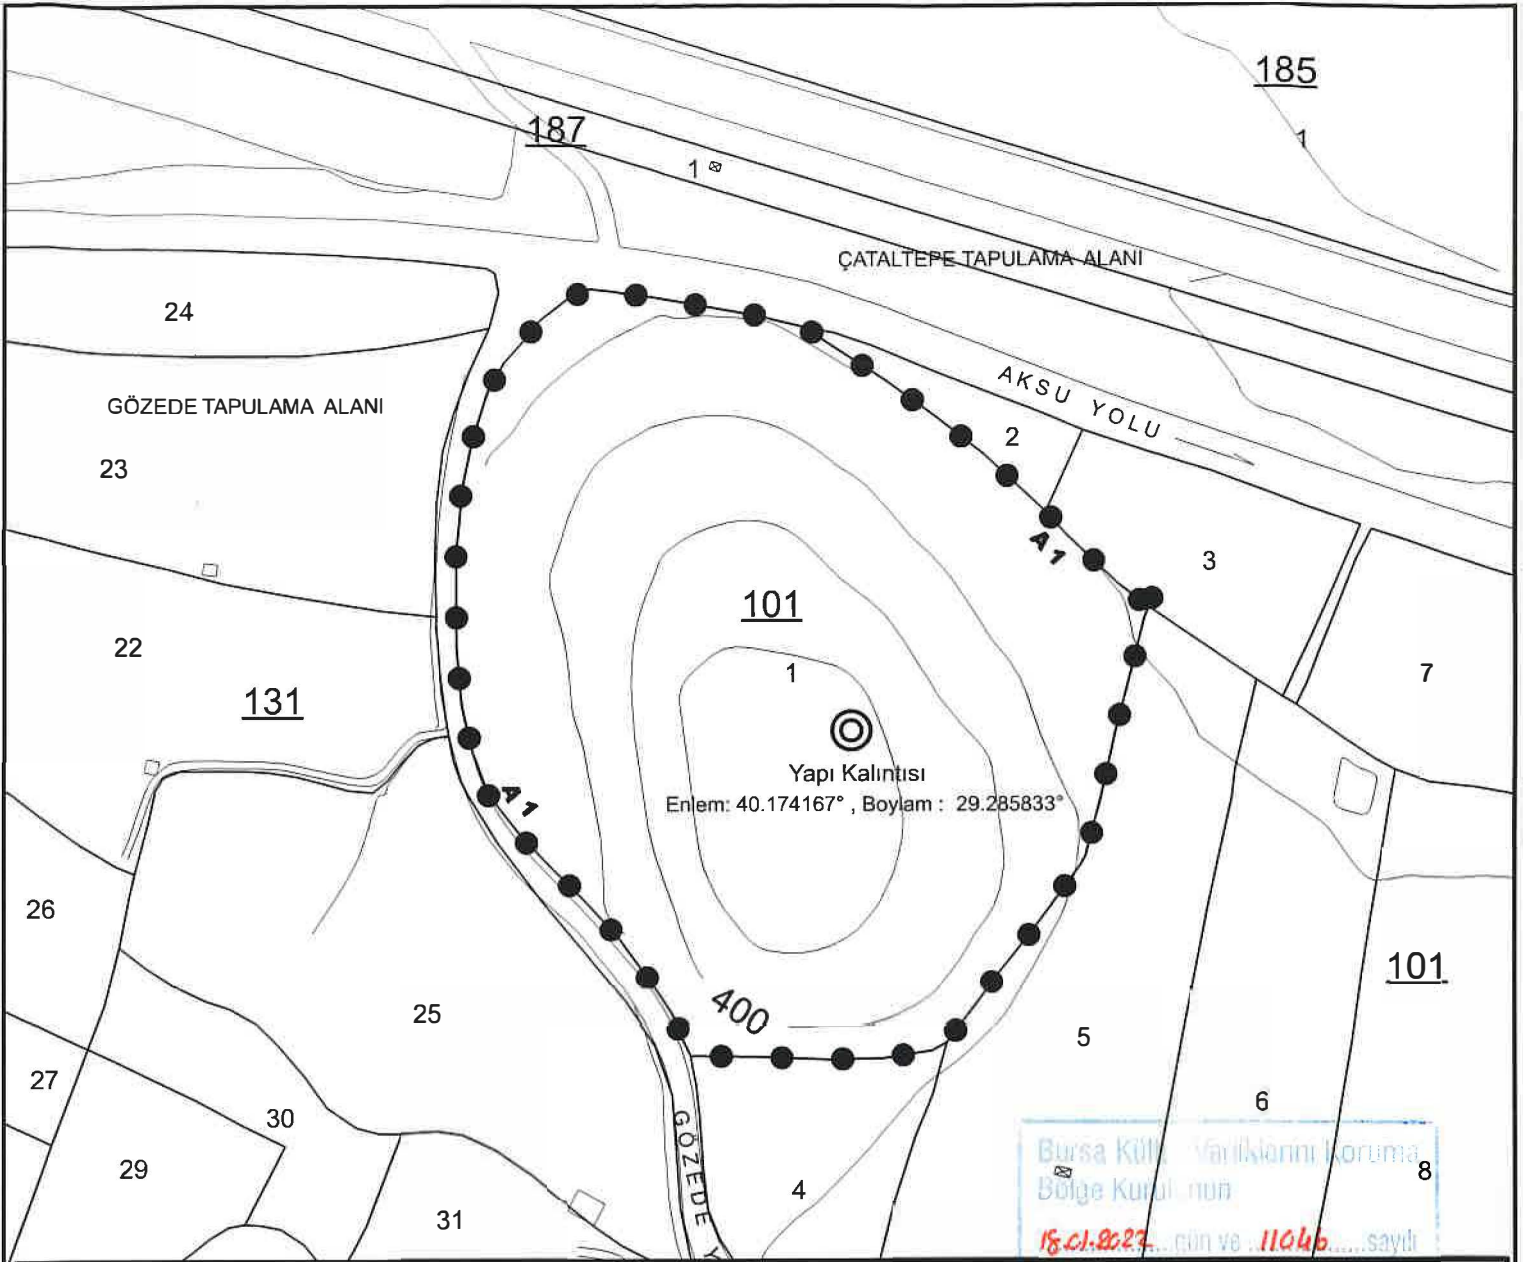 185
187
1
1
ÇATALTEPE TAPULAMA ALANI
24
AKSU YOLU
GÖZEDE TAPULAMA ALANI
2
23
A1
3
101
22
1
7
131
Yapı Kalıntısı
A1
Enlem: 40.174167° , Boylam : 29.285833°
26
101
400
25
5
27
6
30
GÖZEDE Y
29
4
8
31
Bursa Varlıklarını Koruma
Bölge
18.01.2022 gün ve 11046 sayılı